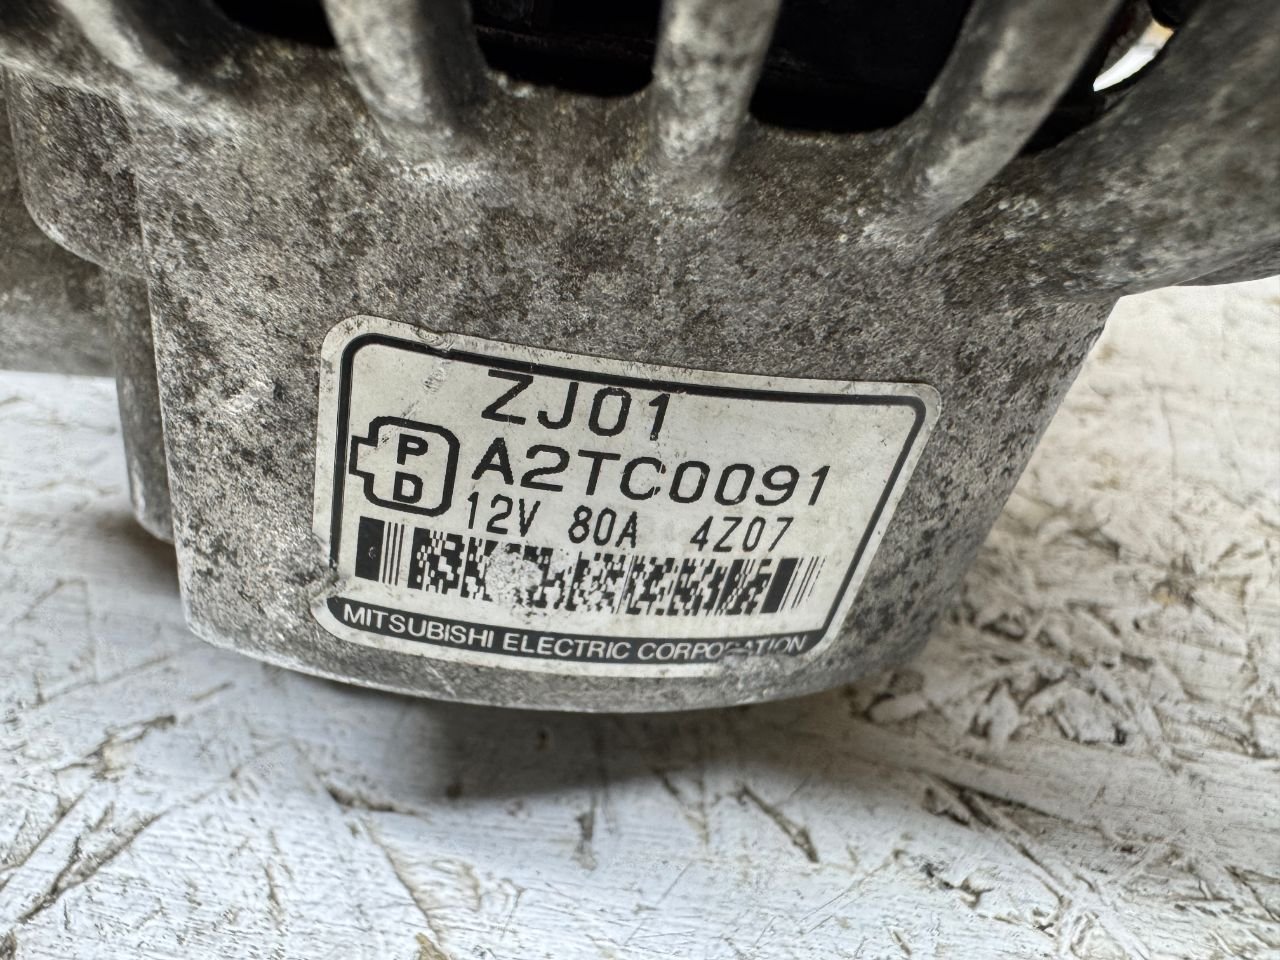 ZJ01
P
D
A2TC0091
12V 80A 4Z07
MITSUBISHI ELECTRIC CORPORATION